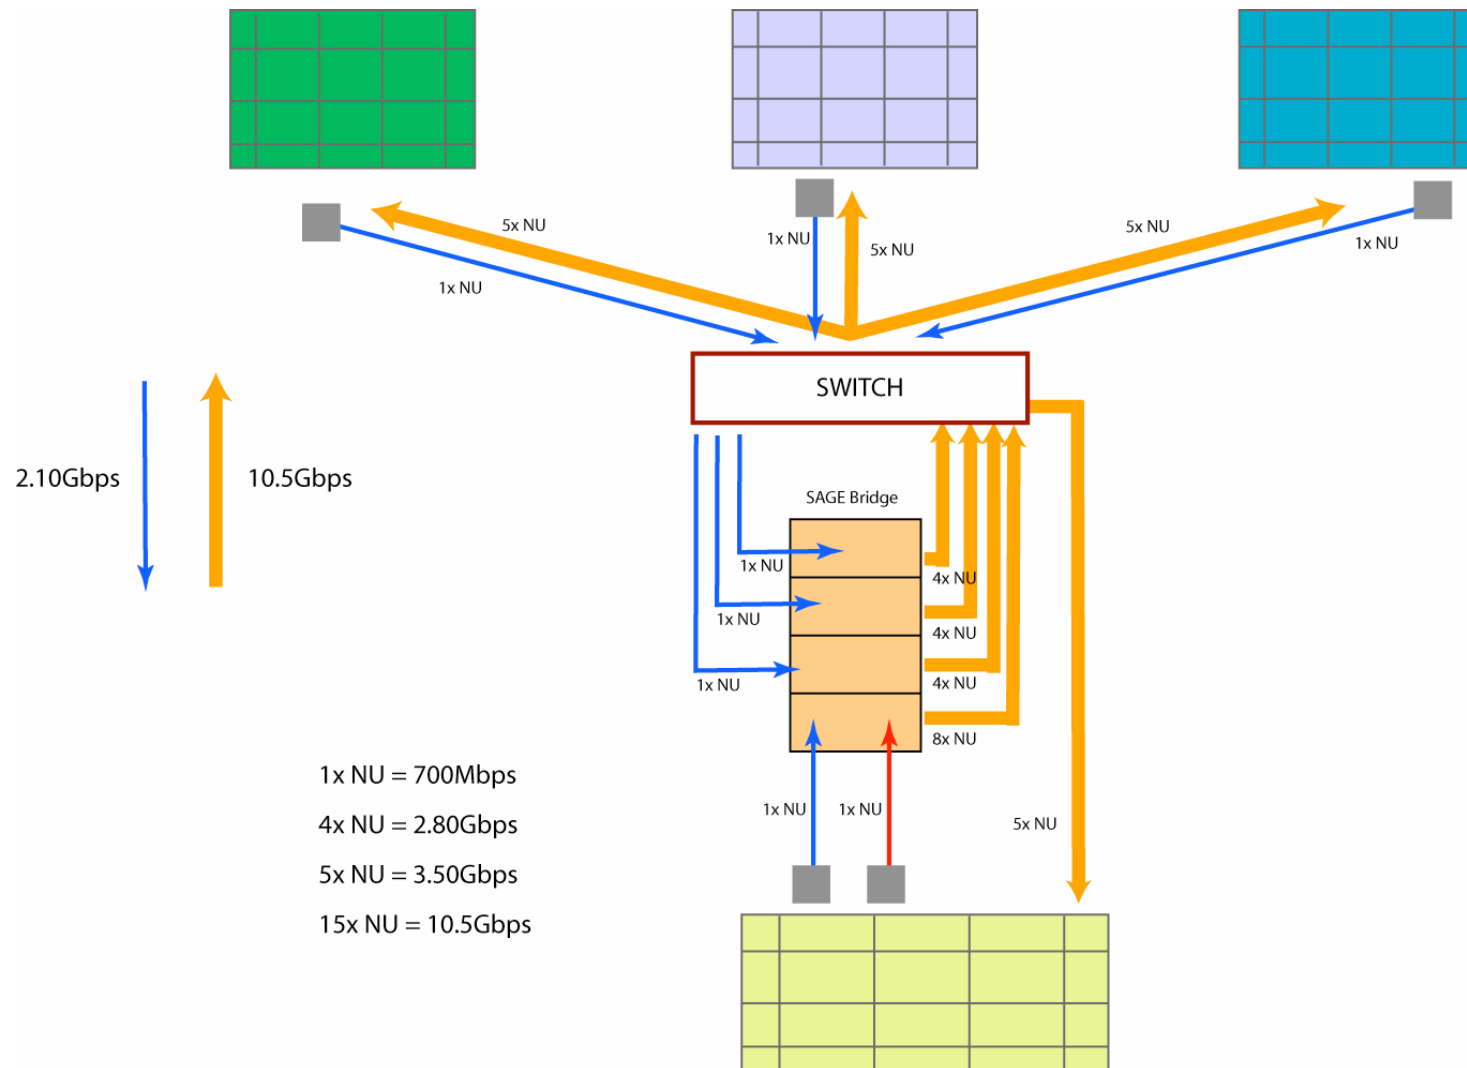 5x NU
1x NU
1x NU
5x NU
5x NU
1x NU
SWITCH
2.10Gbps
10.5Gbps
SAGE Bridge
1x NU
4x NU
1x NU
4x NU
1x NU
4x NU
8x NU
1x NU = 700Mbps
4x NU = 2.80Gbps
5x NU = 3.50Gbps
15x NU = 10.5Gbps
1x NU
1x NU
5x NU